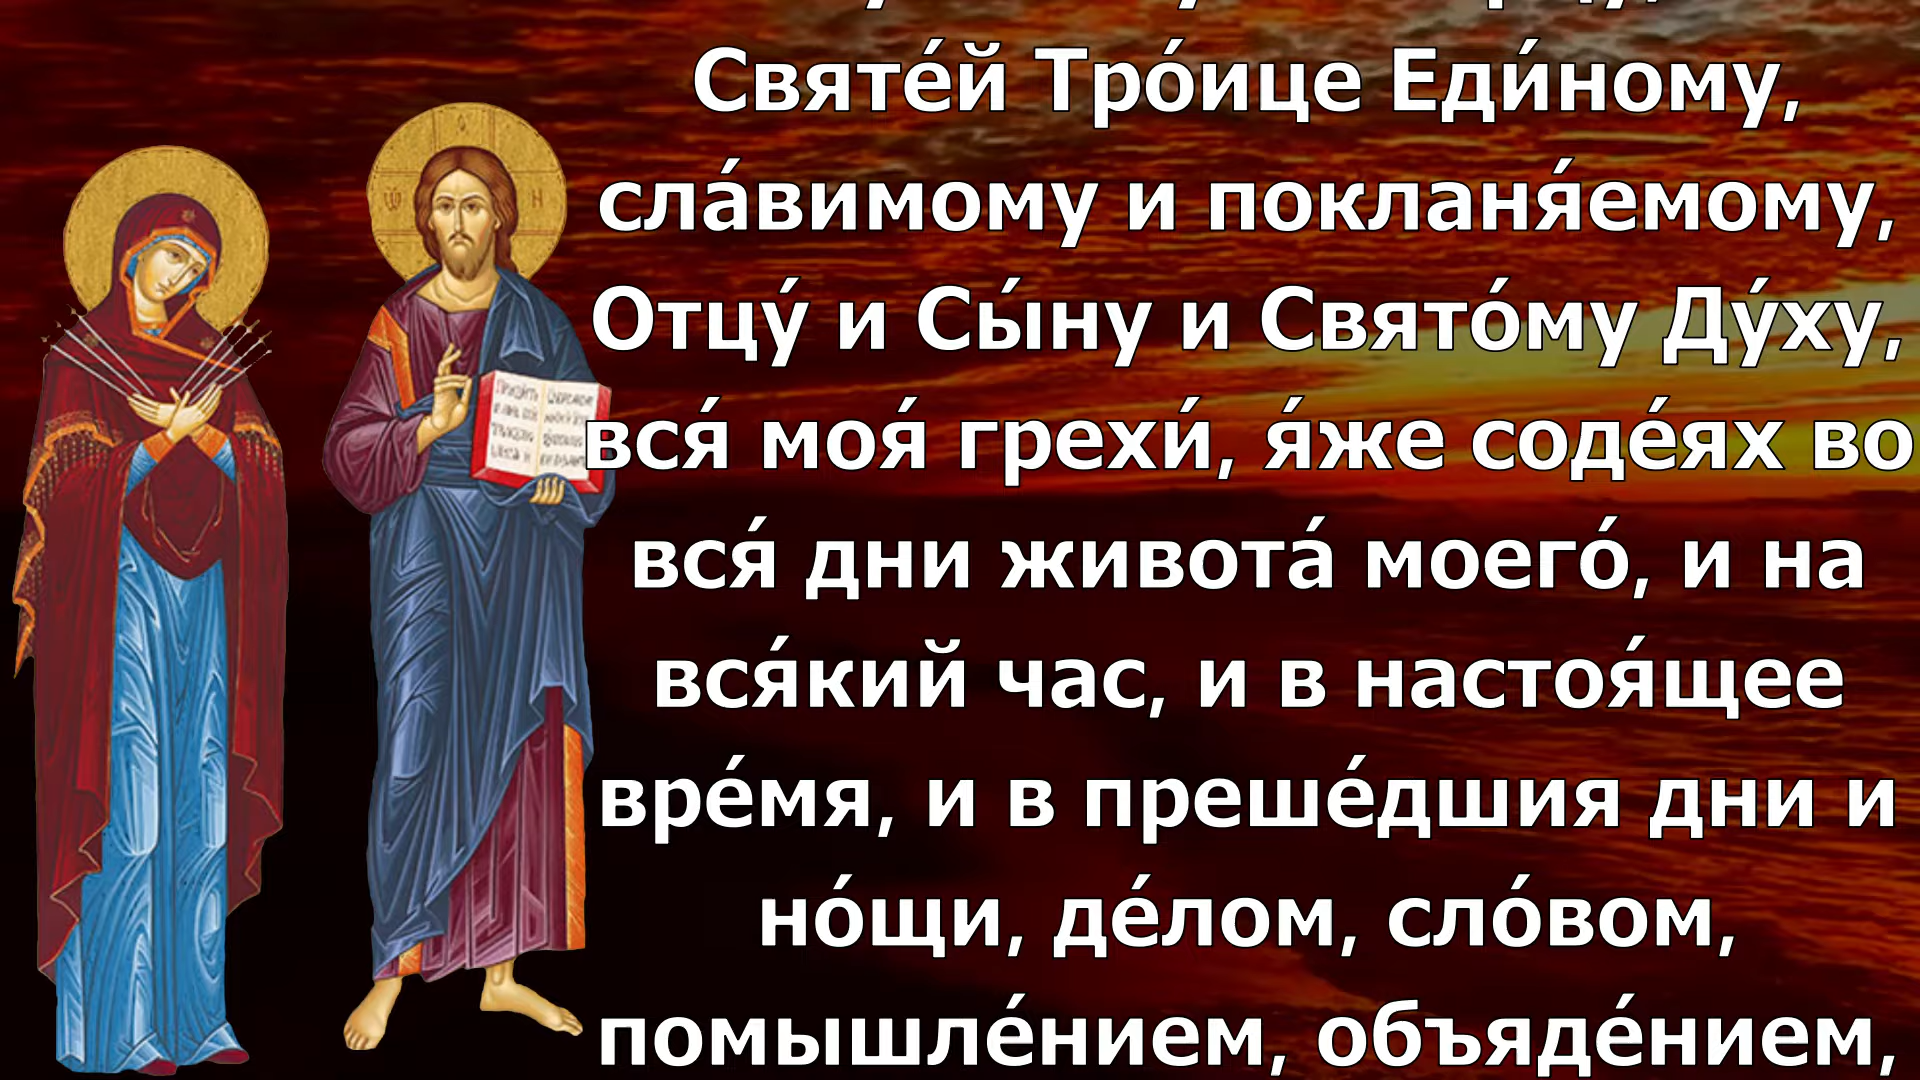 Святе́й Тро́ице Еди́ному,
сла́вимому и покланя́емому,
Отцу́ и Сы́ну и Свято́му Ду́ху,
вся́ моя́ грехи́, я́же соде́ях во
вся́ дни живота́ моего́, и на
вся́кий час, и в настоя́щее
вре́мя, и в преше́дшия дни и
но́щи, де́лом, сло́вом,
помышле́нием, объяде́нием,